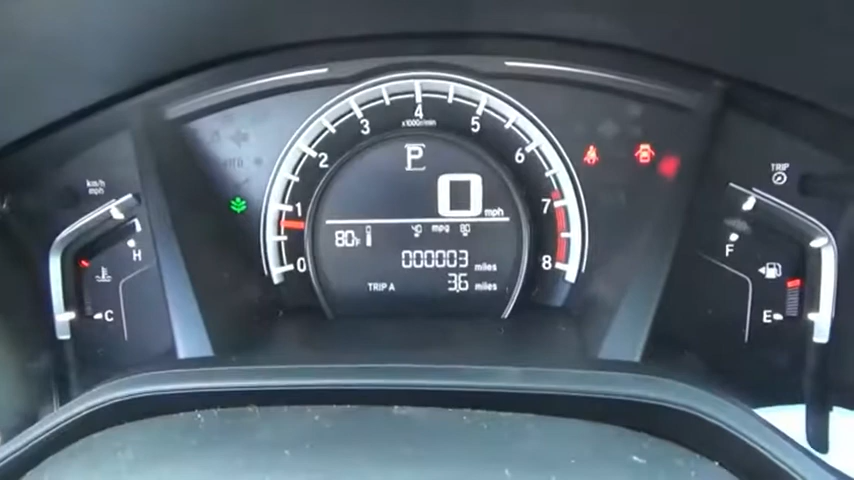 4
x1000r/min
3 5
2 6
1 7
0 8
P
0 mph
80°F 0 40 mpg 80
000003 miles
TRIP A 3.6 miles
km/h
mph
H
C
TRIP
F
E